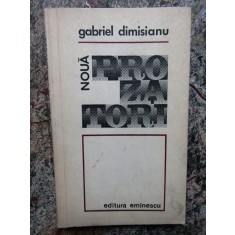 gabriel dimisianu
NOUĂ
PRO
ZA
TORI
editura eminescu